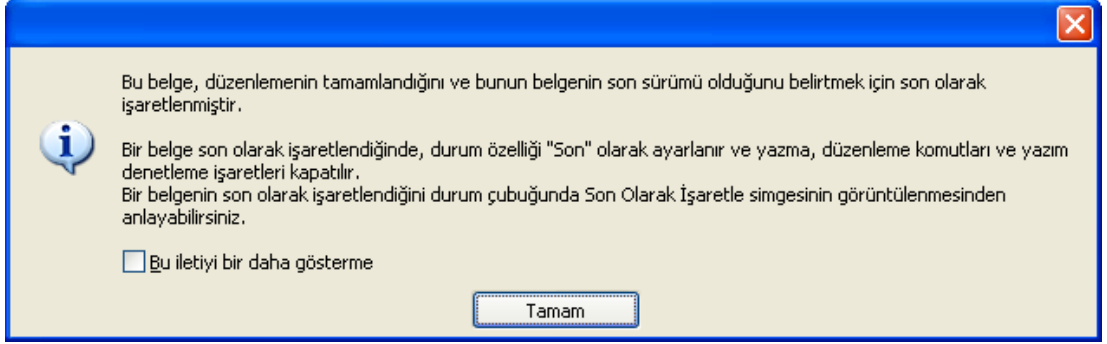 Bu belge, düzenlemenin tamamlandığını ve bunun belgenin son sürümü olduğunu belirtmek için son olarak
işaretlenmiştir.
Bir belge son olarak işaretlendiğinde, durum özelliği "Son" olarak ayarlanır ve yazma, düzenleme komutları ve yazım
denetleme işaretleri kapatılır.
Bir belgenin son olarak işaretlendiğini durum çubuğunda Son Olarak İşaretle simgesinin görüntülenmesinden
anlayabilirsiniz.
Bu iletiyi bir daha gösterme
Tamam